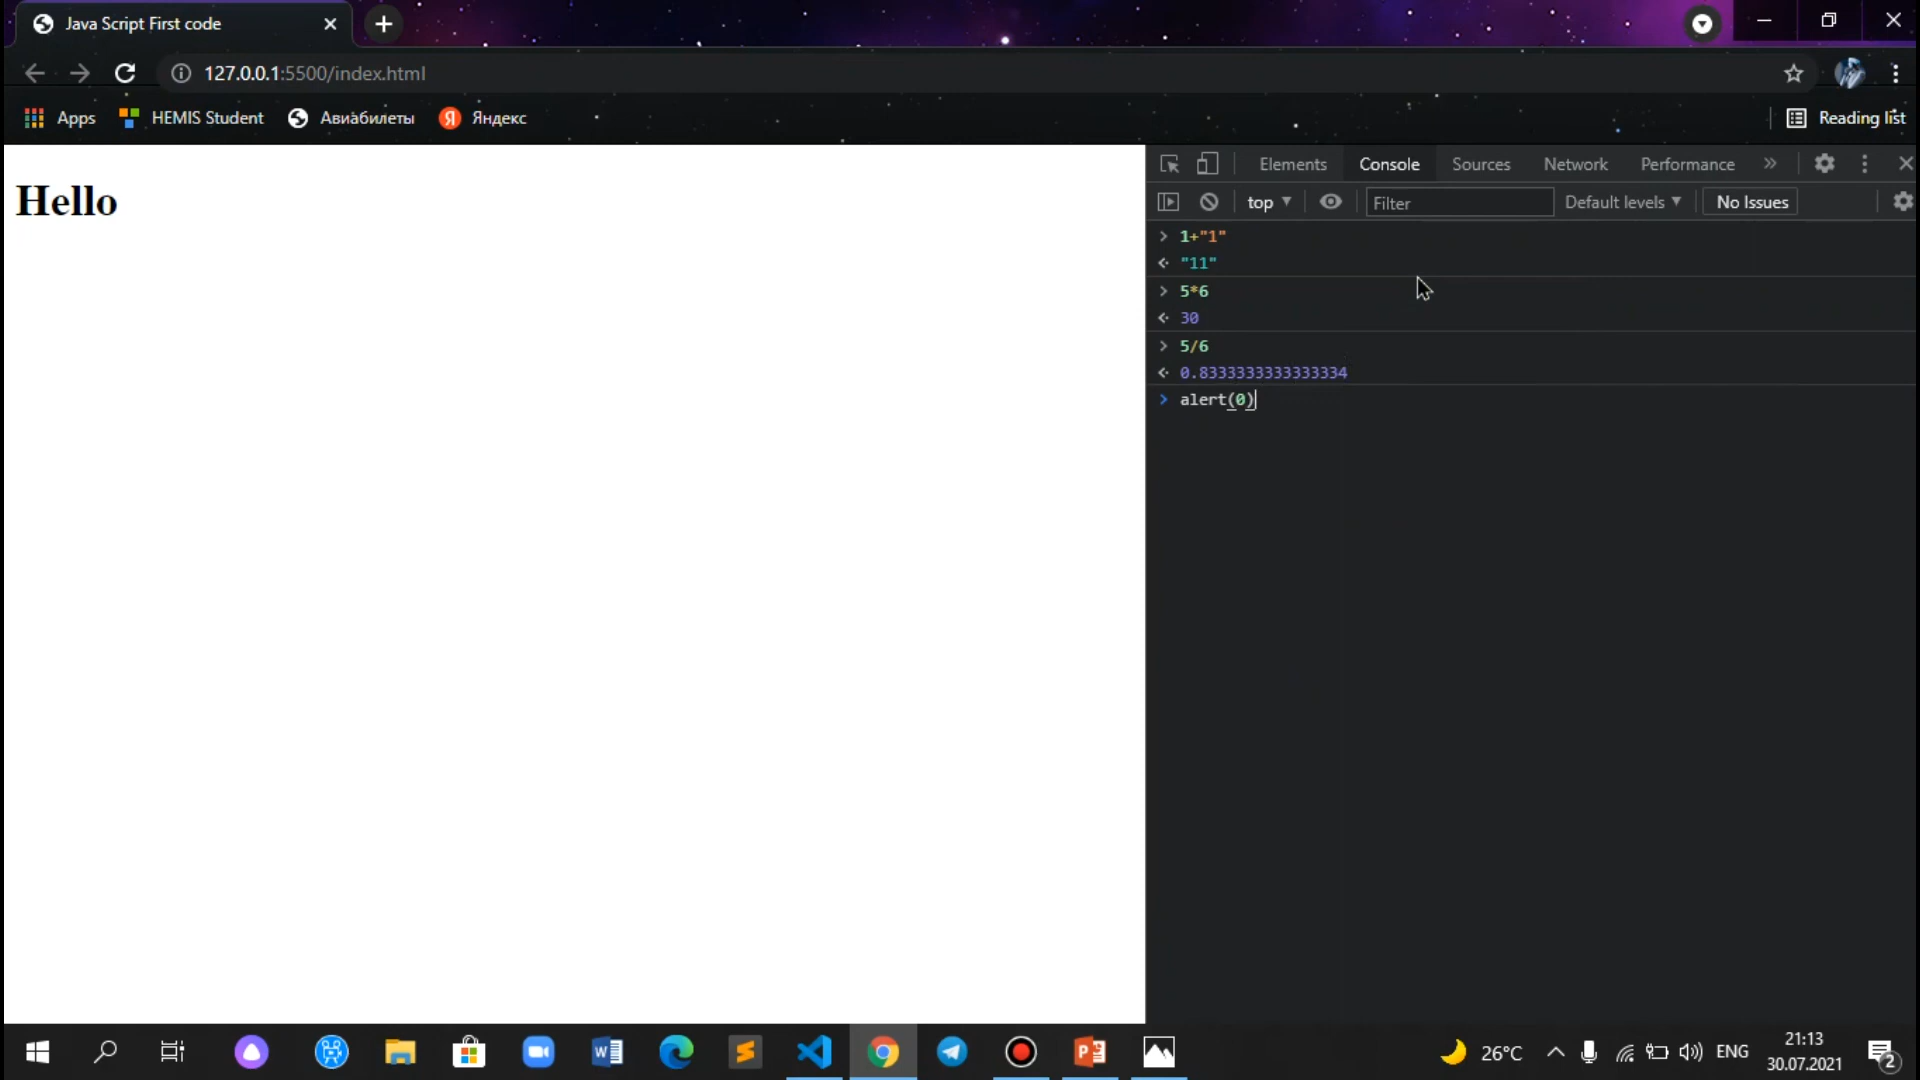 Java Script First code
127.0.0.1:5500/index.html
Apps
HEMIS Student
Авиабилеты
Яндекс
Reading list
Hello
Elements
Console
Sources
Network
Performance
top
Filter
Default levels
No Issues
1+"1"
"11"
5*6
30
5/6
0.8333333333333334
alert(0)
26°C
ENG
21:13
30.07.2021
2